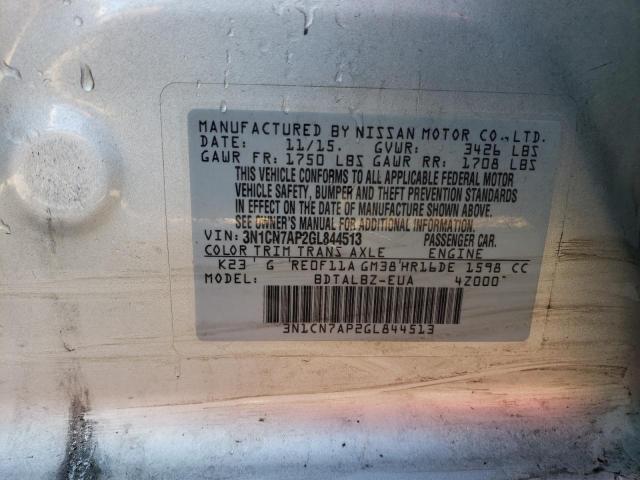 MANUFACTURED BY NISSAN MOTOR CO., LTD.
DATE: 11/15. GVWR: 3426 LBS
GAWR FR: 1750 LBS GAWR RR: 1708 LBS
THIS VEHICLE CONFORMS TO ALL APPLICABLE FEDERAL MOTOR
VEHICLE SAFETY, BUMPER AND THEFT PREVENTION STANDARDS
IN EFFECT ON THE DATE OF MANUFACTURE SHOWN ABOVE.
SEE OWNER'S MANUAL FOR ADDITIONAL INFORMATION.
VIN: 3N1CN7AP2GL844513 PASSENGER CAR.
COLOR TRIM TRANS AXLE ENGINE
K23 G RE0F11A GM38 HR16DE 1598 CC
MODEL: BDTALBZ-EUA 4Z000
3N1CN7AP2GL844513